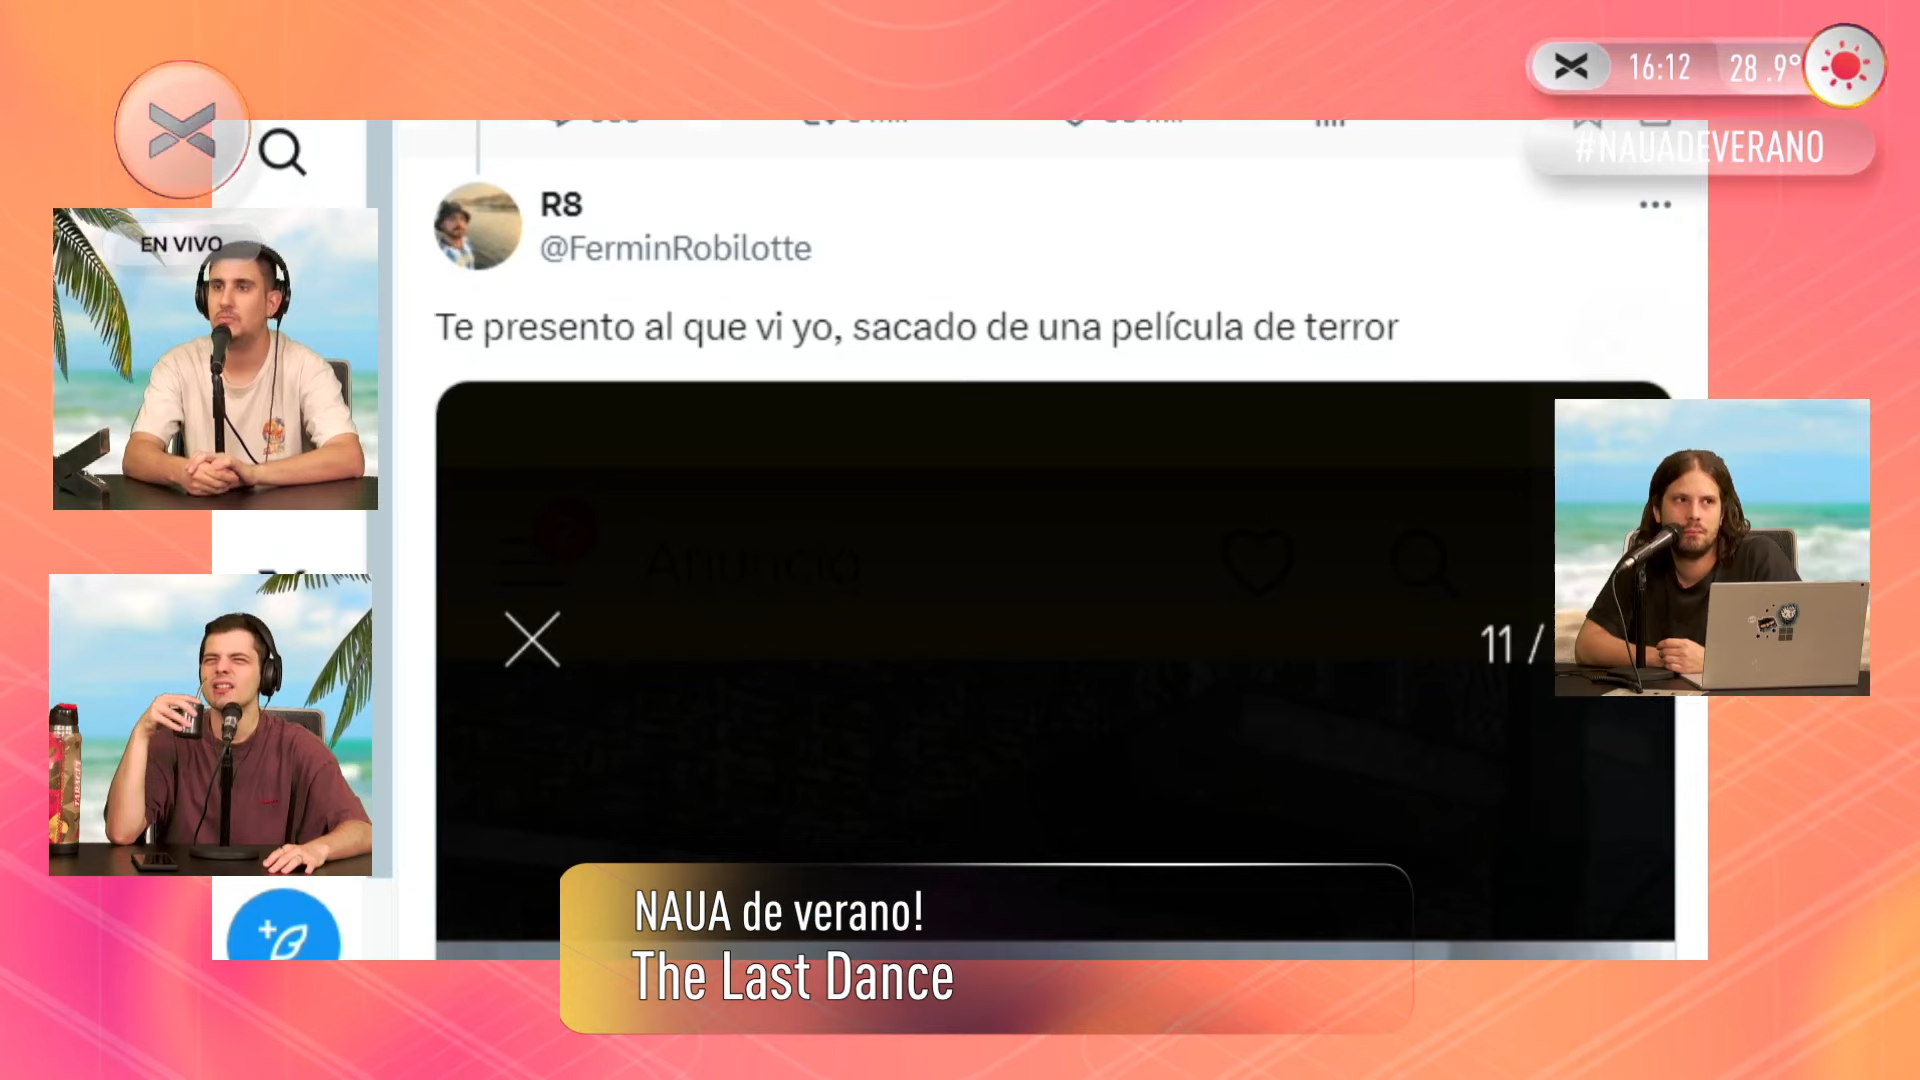 16:12 28.9°
#NAUADEVERANO
EN VIVO
R8
@FerminRobilotte
Te presento al que vi yo, sacado de una película de terror
Anuncio
11 /
TARAGÜI
NAUA de verano!
The Last Dance